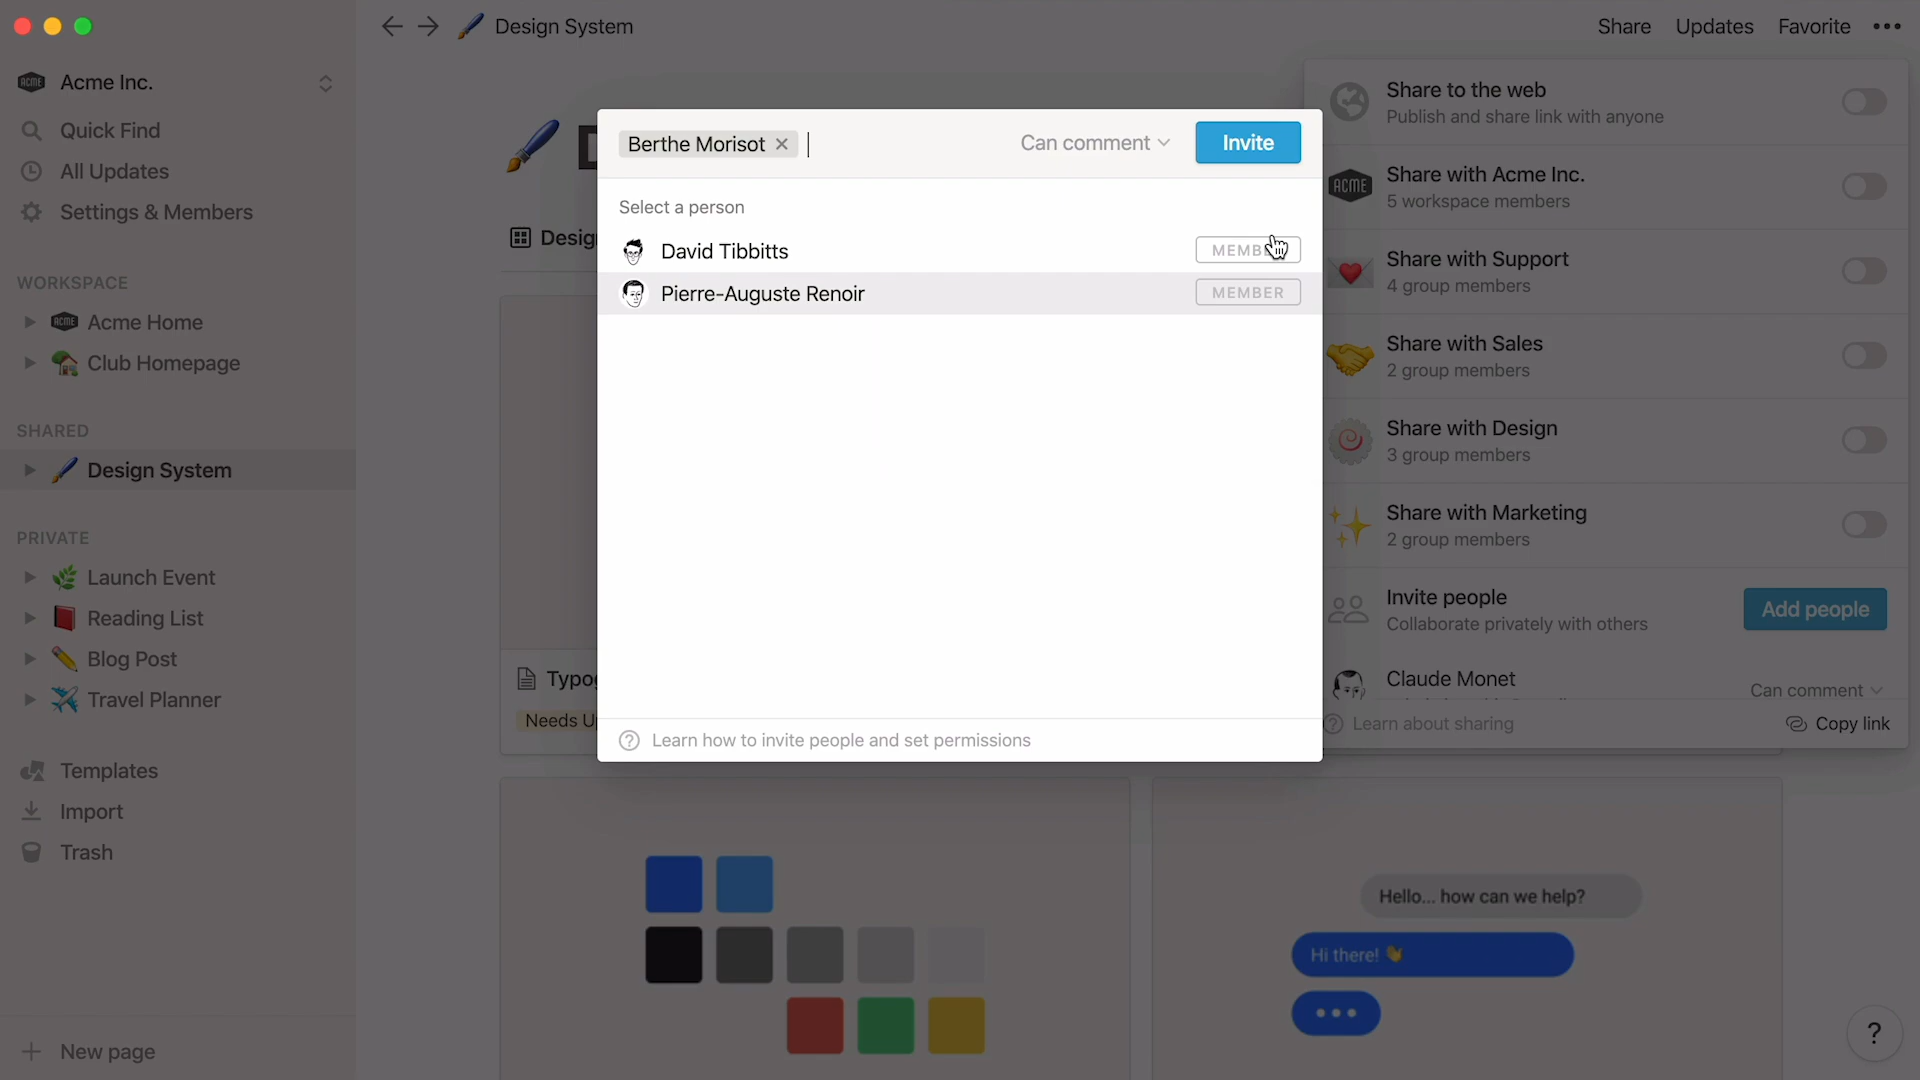 Design System
Share
Updates
Favorite
ACME
Acme Inc.
Quick Find
All Updates
Settings & Members
WORKSPACE
ACME
Acme Home
Club Homepage
SHARED
Design System
PRIVATE
Launch Event
Reading List
Blog Post
Travel Planner
Templates
Import
Trash
New page
Berthe Morisot
Can comment
Invite
Select a person
David Tibbitts
Pierre-Auguste Renoir
MEMBER
Learn how to invite people and set permissions
Share to the web
Publish and share link with anyone
ACME
Share with Acme Inc.
5 workspace members
Share with Support
4 group members
Share with Sales
2 group members
Share with Design
3 group members
Share with Marketing
2 group members
Invite people
Collaborate privately with others
Add people
Claude Monet
Can comment
Learn about sharing
Copy link
Needs
Hello... how can we help?
Hi there! 👋
?